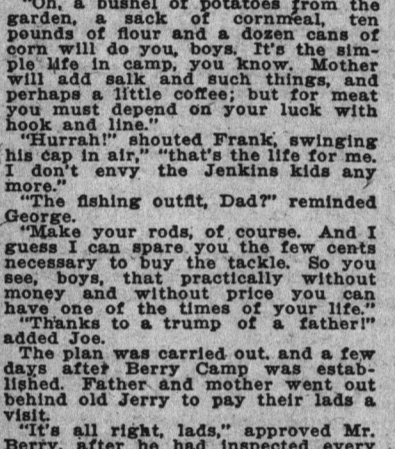 "Oh, a bushel of potatoes from the
garden, a sack of cornmeal, ten
pounds of flour and a dozen cans of
corn will do you, boys. It's the sim-
ple life in camp, you know. Mother
will add salk and such things, and
perhaps a little coffee; but for meat
you must depend on your luck with
hook and line."
"Hurrah!" shouted Frank, swinging
his cap in air," "that's the life for me.
I don't envy the Jenkins kids any
more."
"The fishing outfit, Dad?" reminded
George.
"Make your rods, of course. And I
guess I can spare you the few cents
necessary to buy the tackle. So you
see, boys, that practically without
money and without price you can
have one of the times of your life."
"Thanks to a trump of a father!"
added Joe.
The plan was carried out. and a few
days after Berry Camp was estab-
lished. Father and mother went out
behind old Jerry to pay their lads a
visit.
"It's all right, lads," approved Mr.
Berry, after he had inspected every